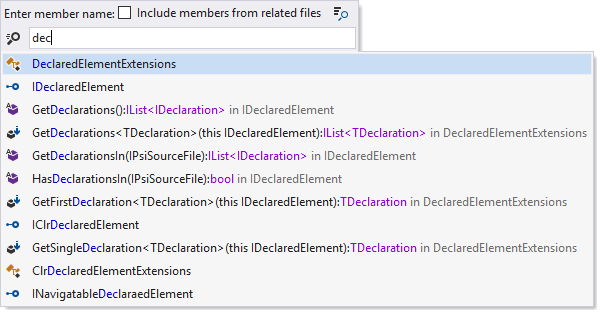 Enter member name: Include members from related files
dec
DeclaredElementExtensions
IDeclaredElement
GetDeclarations():IList<IDeclaration> in IDeclaredElement
GetDeclarations<TDeclaration>(this IDeclaredElement):IList<TDeclaration> in DeclaredElementExtensions
GetDeclarationsIn(IPsiSourceFile):IList<IDeclaration> in IDeclaredElement
HasDeclarationsIn(IPsiSourceFile):bool in IDeclaredElement
GetFirstDeclaration<TDeclaration>(this IDeclaredElement):TDeclaration in DeclaredElementExtensions
IClrDeclaredElement
GetSingleDeclaration<TDeclaration>(this IDeclaredElement):TDeclaration in DeclaredElementExtensions
ClrDeclaredElementExtensions
INavigatableDeclaraedElement